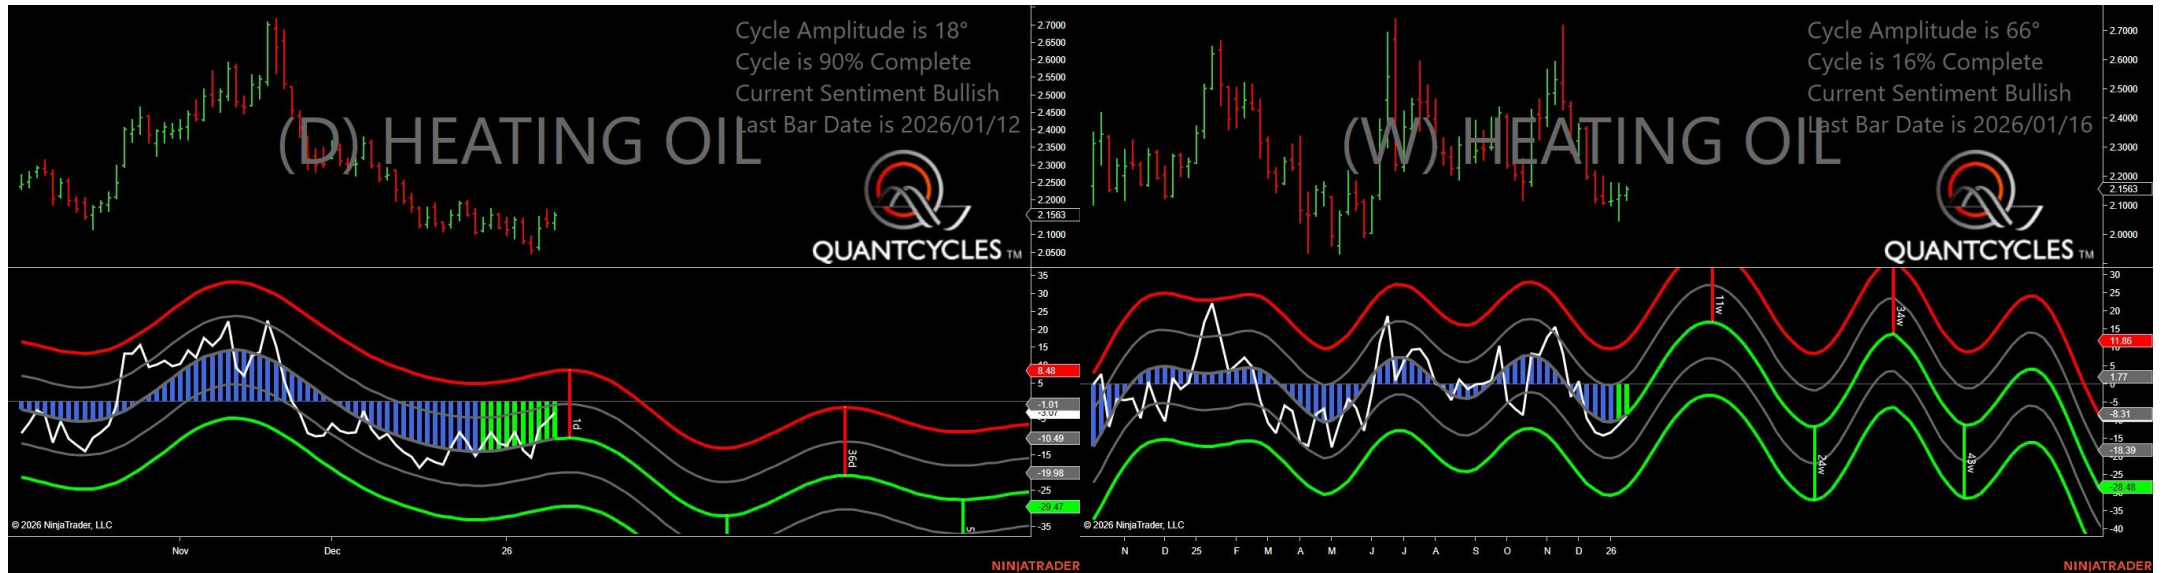 Cycle Amplitude is 18°
Cycle is 90% Complete
Current Sentiment Bullish
Last Bar Date is 2026/01/12
(D) HEATING OIL
QUANTCYCLES TM
2.7000
2.6500
2.6000
2.5500
2.5000
2.4500
2.4000
2.3500
2.3000
2.2500
2.2000
2.1563
2.1000
2.0500
35
30
25
20
15
8.48
5
-1.01
-3.07
-10.49
-15
-19.98
-25
-29.47
-35
1d
36d
© 2026 NinjaTrader, LLC
Nov
Dec
26
NINJATRADER
Cycle Amplitude is 66°
Cycle is 16% Complete
Current Sentiment Bullish
Last Bar Date is 2026/01/16
(W) HEATING OIL
QUANTCYCLES TM
2.7000
2.6000
2.5000
2.4000
2.3000
2.2000
2.1563
2.1000
2.0000
30
25
20
15
11.86
5
1.77
-5
-8.31
-15
-18.39
-25
-28.48
-35
-40
11w
24w
34w
43w
© 2026 NinjaTrader, LLC
N D 25 F M A M J J A S O N D 26
NINJATRADER